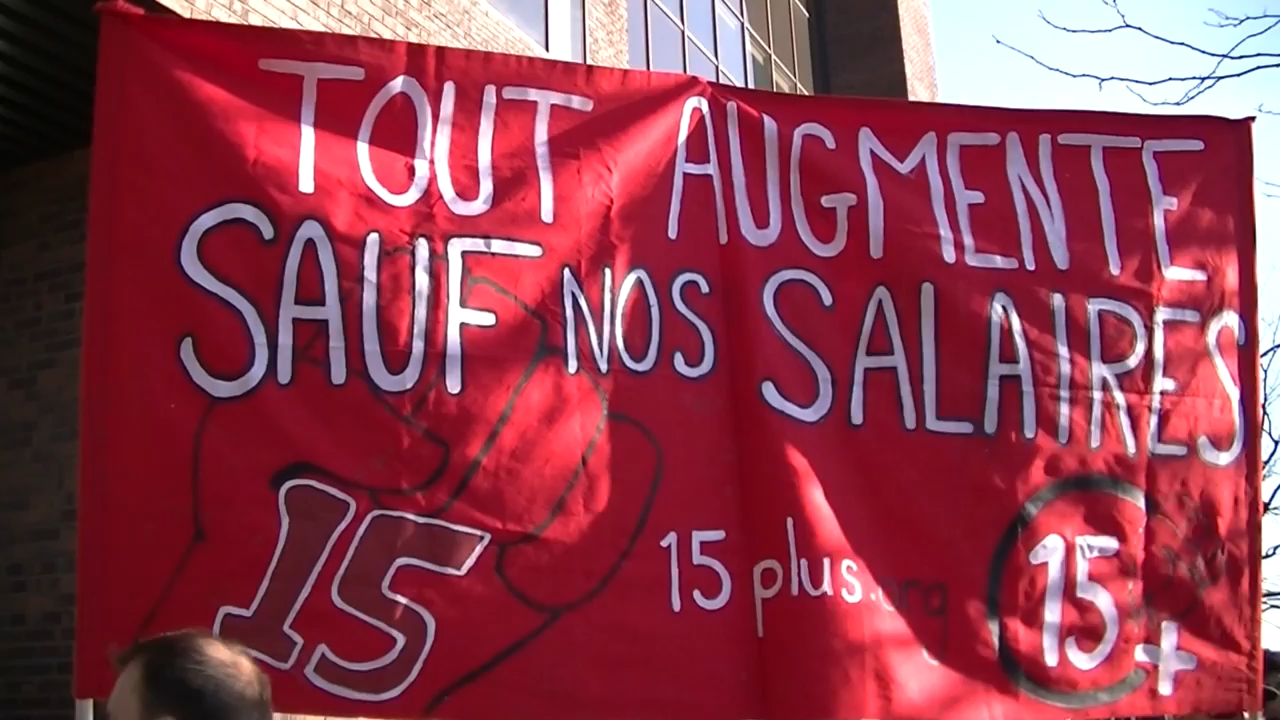 TOUT AUGMENTE
SAUF NOS SALAIRES
15
15 plus.org
15+